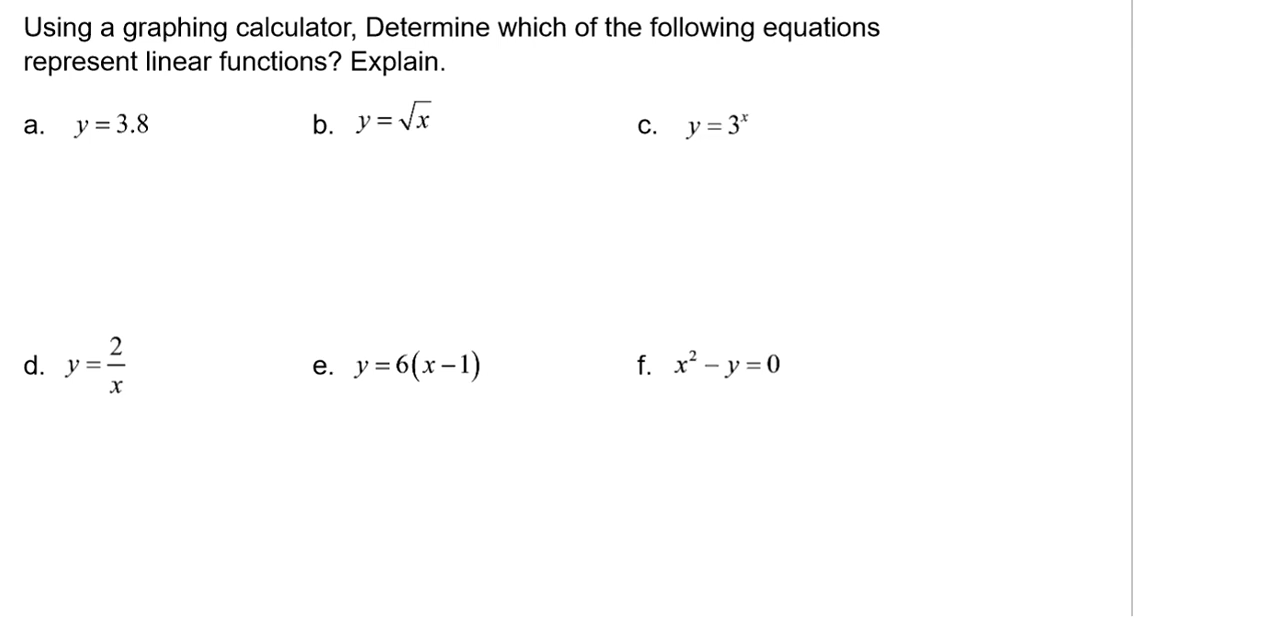 Using a graphing calculator, Determine which of the following equations
represent linear functions? Explain.
a. y = 3.8 b. y = √x c. y = 3ˣ
d. y = 2/x e. y = 6(x – 1) f. x² – y = 0